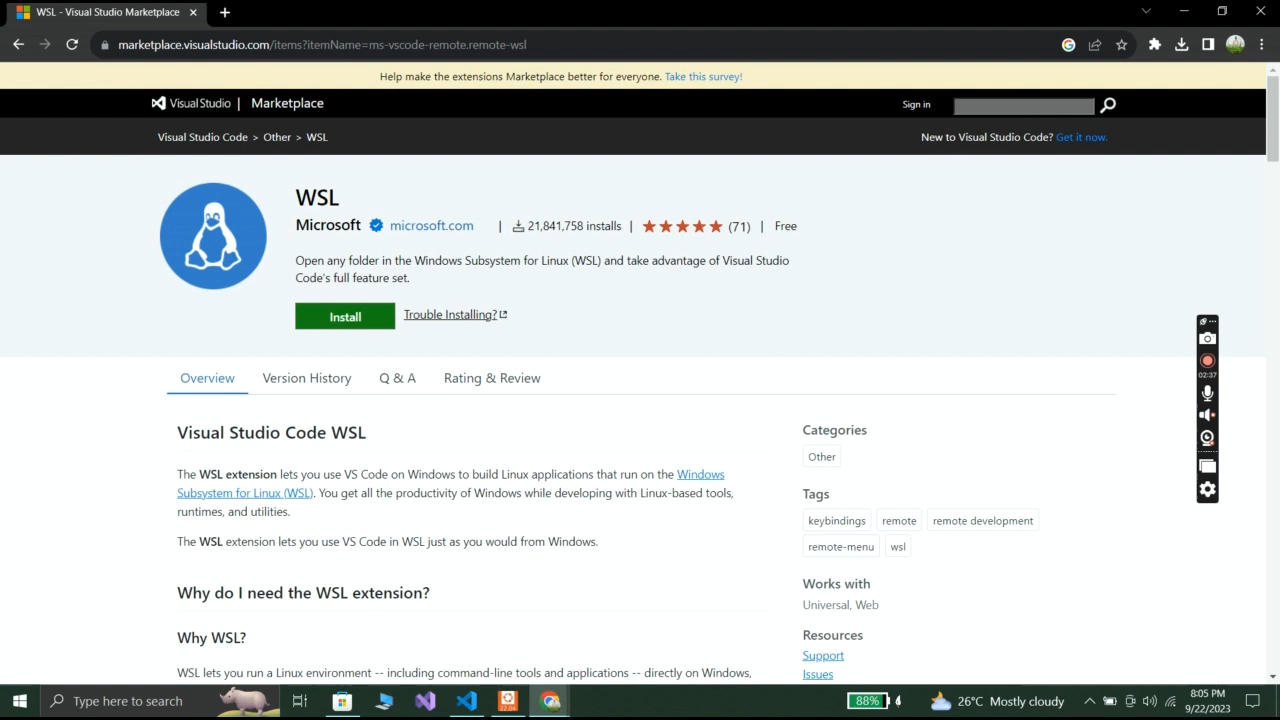 WSL - Visual Studio Marketplace
marketplace.visualstudio.com/items?itemName=ms-vscode-remote.remote-wsl
Help make the extensions Marketplace better for everyone. Take this survey!
Visual Studio | Marketplace
Sign in
Visual Studio Code > Other > WSL
New to Visual Studio Code? Get it now.
WSL
Microsoft microsoft.com | 21,841,758 installs | (71) | Free
Open any folder in the Windows Subsystem for Linux (WSL) and take advantage of Visual Studio
Code's full feature set.
Install
Trouble Installing?
Overview
Version History
Q & A
Rating & Review
Visual Studio Code WSL
The WSL extension lets you use VS Code on Windows to build Linux applications that run on the Windows
Subsystem for Linux (WSL). You get all the productivity of Windows while developing with Linux-based tools,
runtimes, and utilities.
The WSL extension lets you use VS Code in WSL just as you would from Windows.
Why do I need the WSL extension?
Why WSL?
WSL lets you run a Linux environment -- including command-line tools and applications -- directly on Windows,
Categories
Other
Tags
keybindings
remote
remote development
remote-menu
wsl
Works with
Universal, Web
Resources
Support
Issues
02:37
Type here to search
88%
26°C Mostly cloudy
8:05 PM
9/22/2023